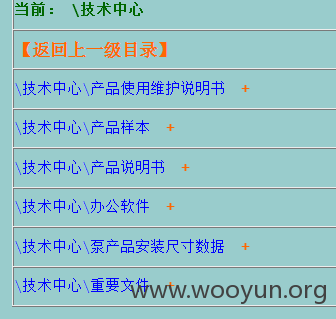 当前： \技术中心
【返回上一级目录】
\技术中心\产品使用维护说明书 +
\技术中心\产品样本 +
\技术中心\产品说明书 +
\技术中心\办公软件 +
\技术中心\泵产品安装尺寸数据 +
\技术中心\重要文件 +
www.wooyun.org